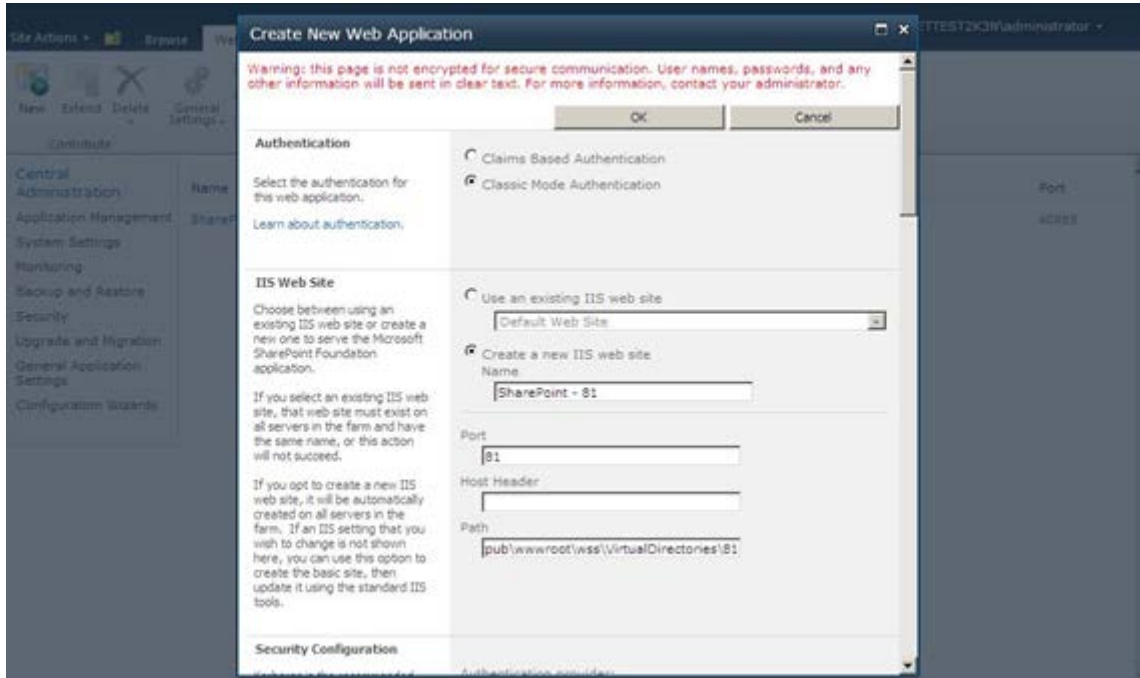 Site Actions
Browse
We
TTEST2K3R\administrator
Create New Web Application
Warning: this page is not encrypted for secure communication. User names, passwords, and any
other information will be sent in clear text. For more information, contact your administrator.
OK
Cancel
New
Extend
Delete
General
Settings
Contribute
Central
Administration
Application Management
System Settings
Monitoring
Backup and Restore
Security
Upgrade and Migration
General Application
Settings
Configuration Wizards
Name
Port
ShareP
Authentication
Select the authentication for
this web application.
Learn about authentication.
Claims Based Authentication
Classic Mode Authentication
IIS Web Site
Choose between using an
existing IIS web site or create a
new one to serve the Microsoft
SharePoint Foundation
application.
If you select an existing IIS web
site, that web site must exist on
all servers in the farm and have
the same name, or this action
will not succeed.
If you opt to create a new IIS
web site, it will be automatically
created on all servers in the
farm. If an IIS setting that you
wish to change is not shown
here, you can use this option to
create the basic site, then
update it using the standard IIS
tools.
Use an existing IIS web site
Default Web Site
Create a new IIS web site
Name
SharePoint - 81
Port
81
Host Header
Path
pub\wwwroot\wss\VirtualDirectories\81
Security Configuration
Authentication provider: